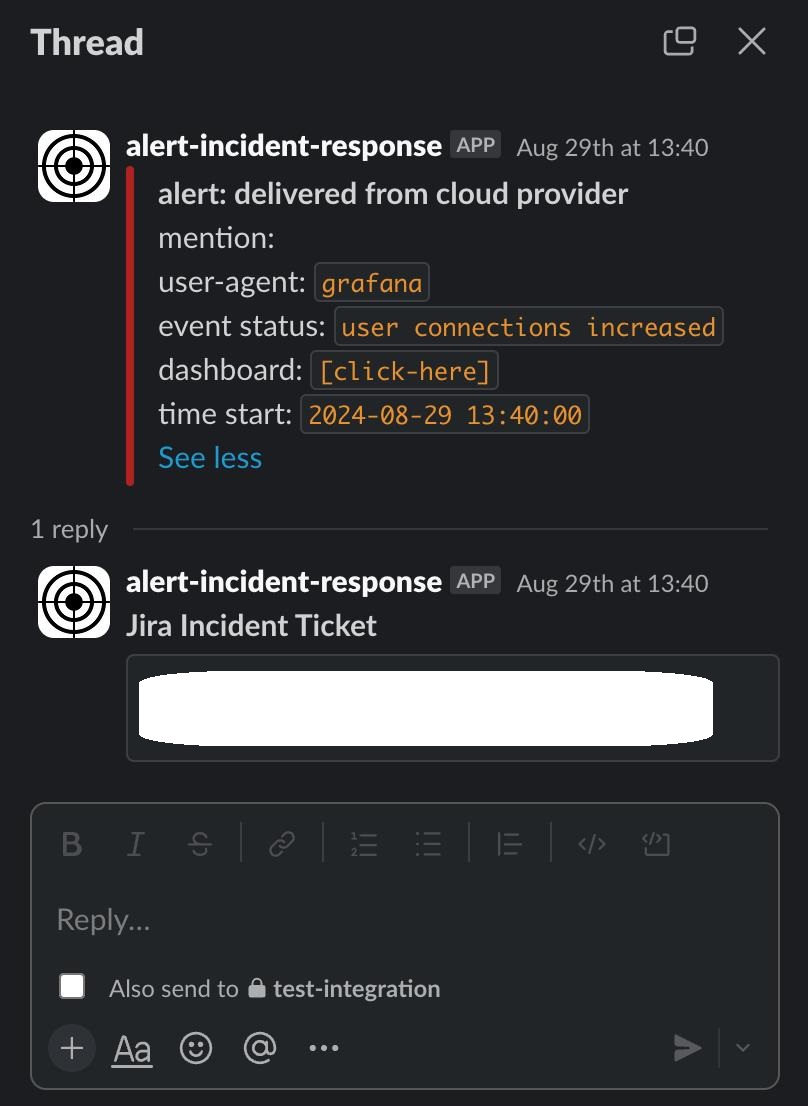 Thread
alert-incident-response APP Aug 29th at 13:40
alert: delivered from cloud provider
mention:
user-agent: grafana
event status: user connections increased
dashboard: [click-here]
time start: 2024-08-29 13:40:00
See less
1 reply
alert-incident-response APP Aug 29th at 13:40
Jira Incident Ticket
Reply...
Also send to test-integration
Aa